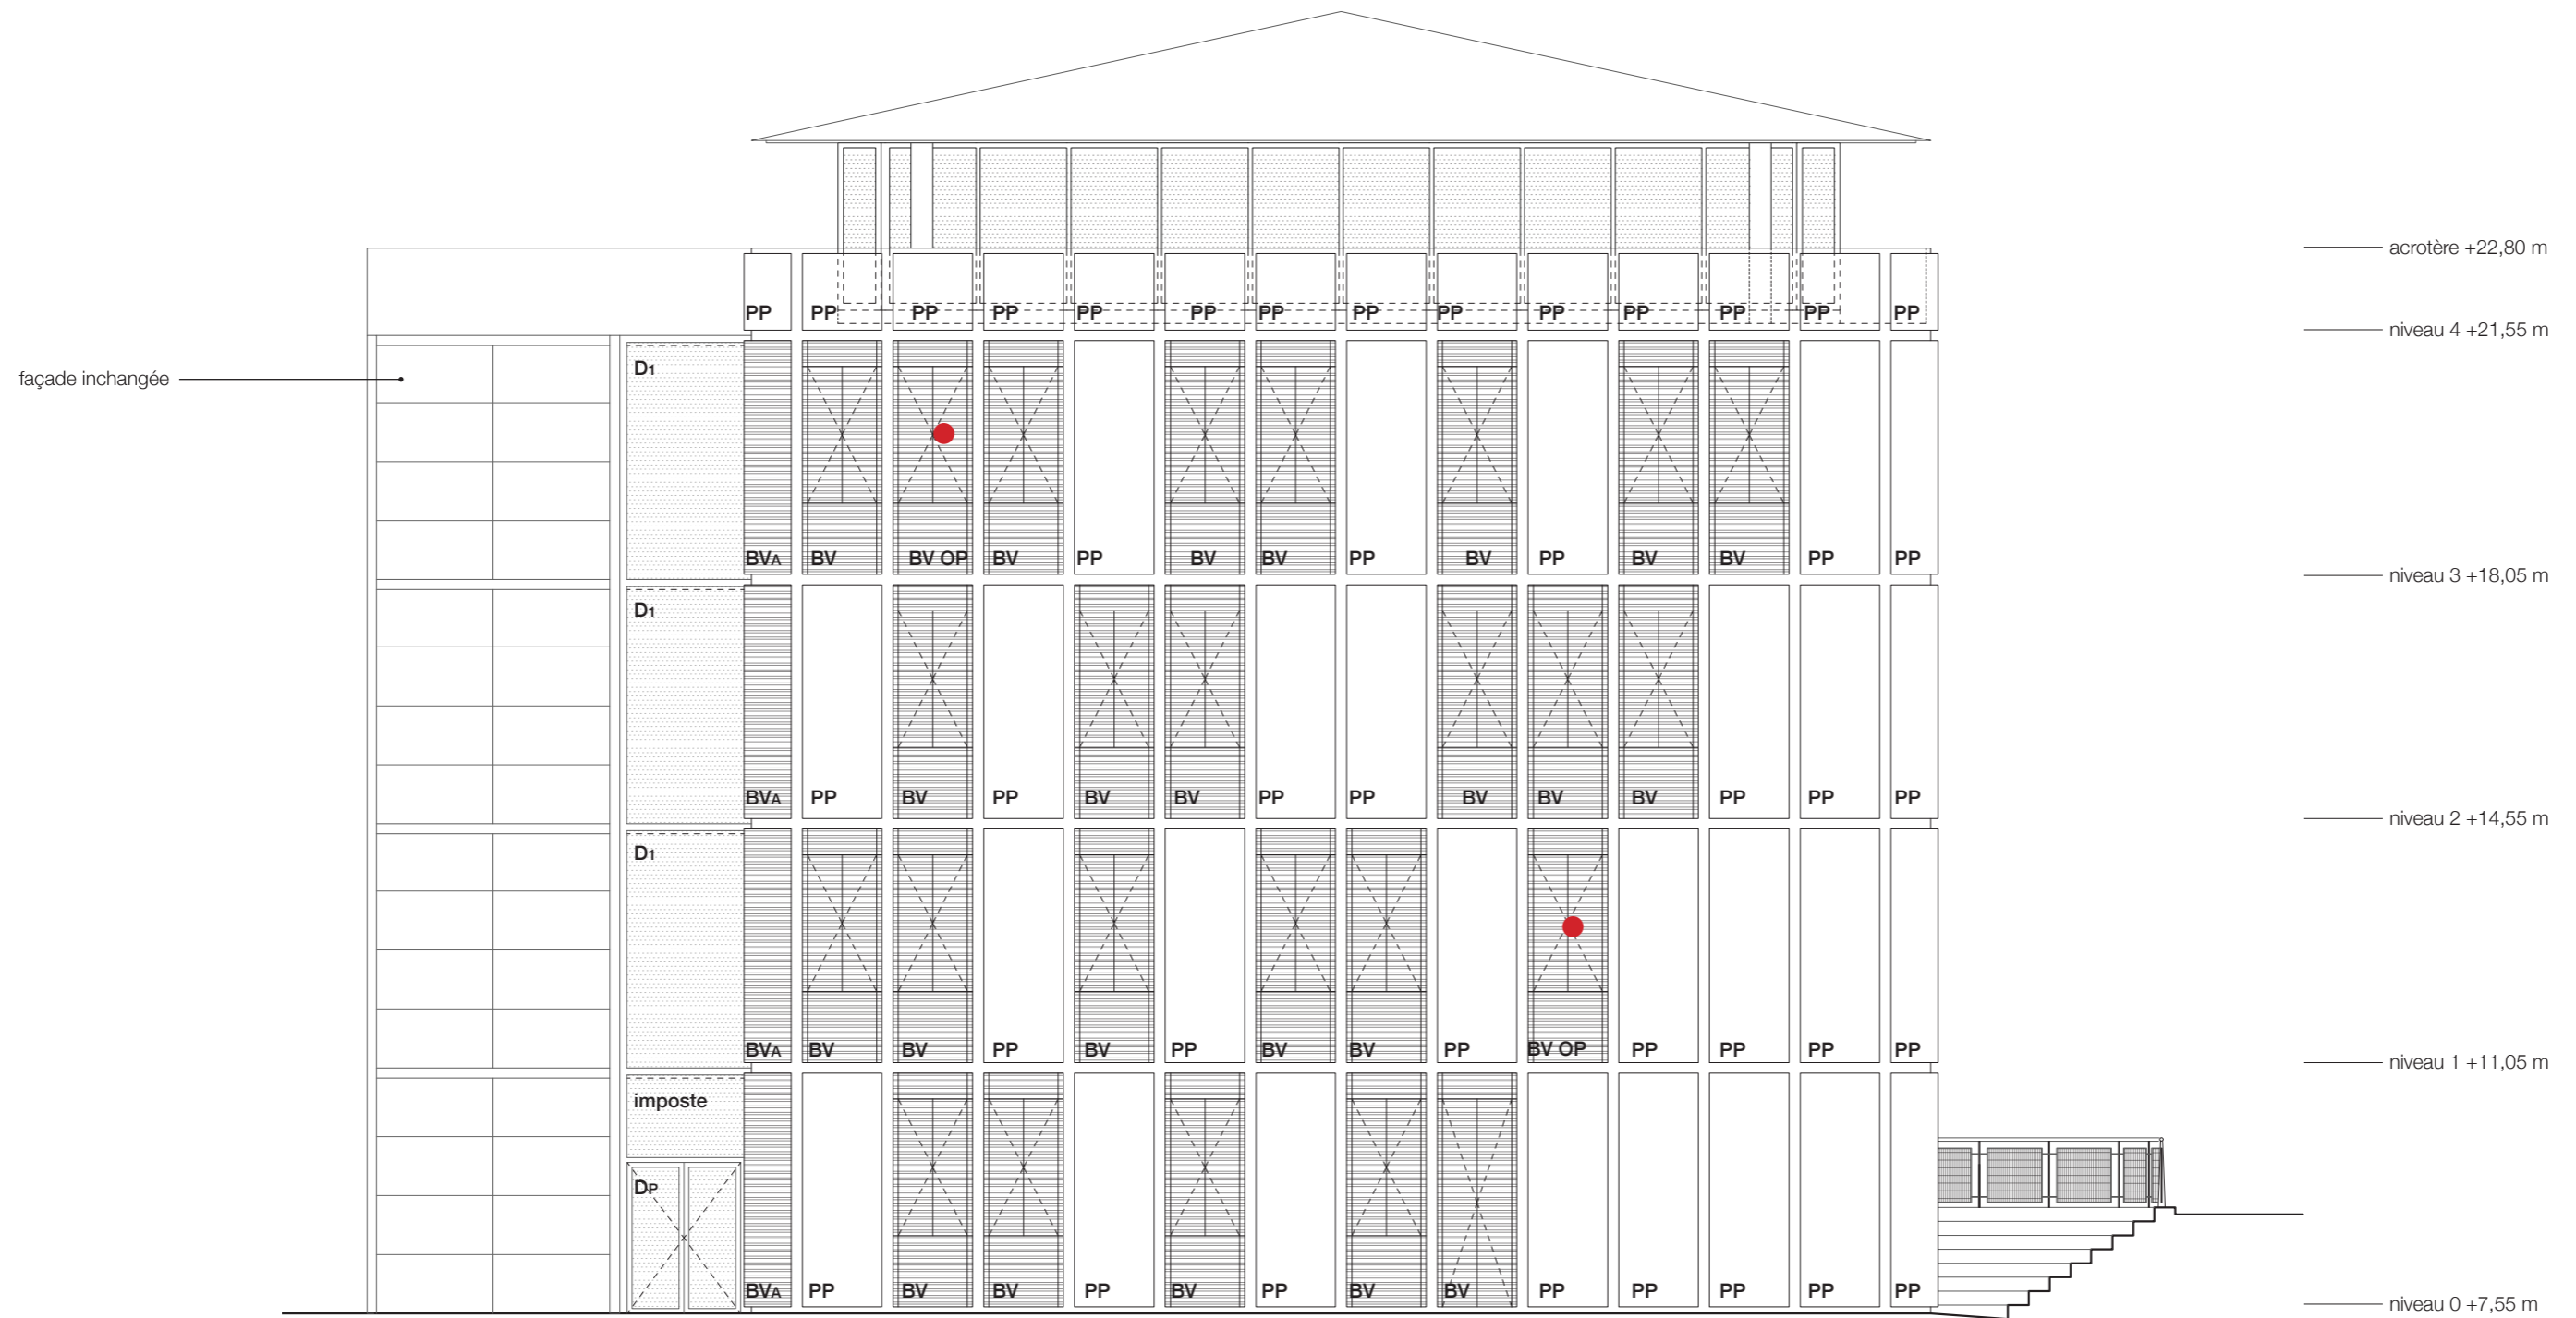 acrotère +22,80 m
PP PP PP PP PP PP PP PP PP PP PP PP PP PP
niveau 4 +21,55 m
façade inchangée
D1
BVA BV BV OP BV PP BV BV PP BV PP BV BV PP PP
niveau 3 +18,05 m
D1
BVA PP BV PP BV BV PP PP BV BV BV PP PP PP
niveau 2 +14,55 m
D1
BVA BV BV PP BV PP BV BV PP BV OP PP PP PP PP
niveau 1 +11,05 m
imposte
DP
BVA PP BV BV PP BV PP BV BV PP PP PP PP PP
niveau 0 +7,55 m